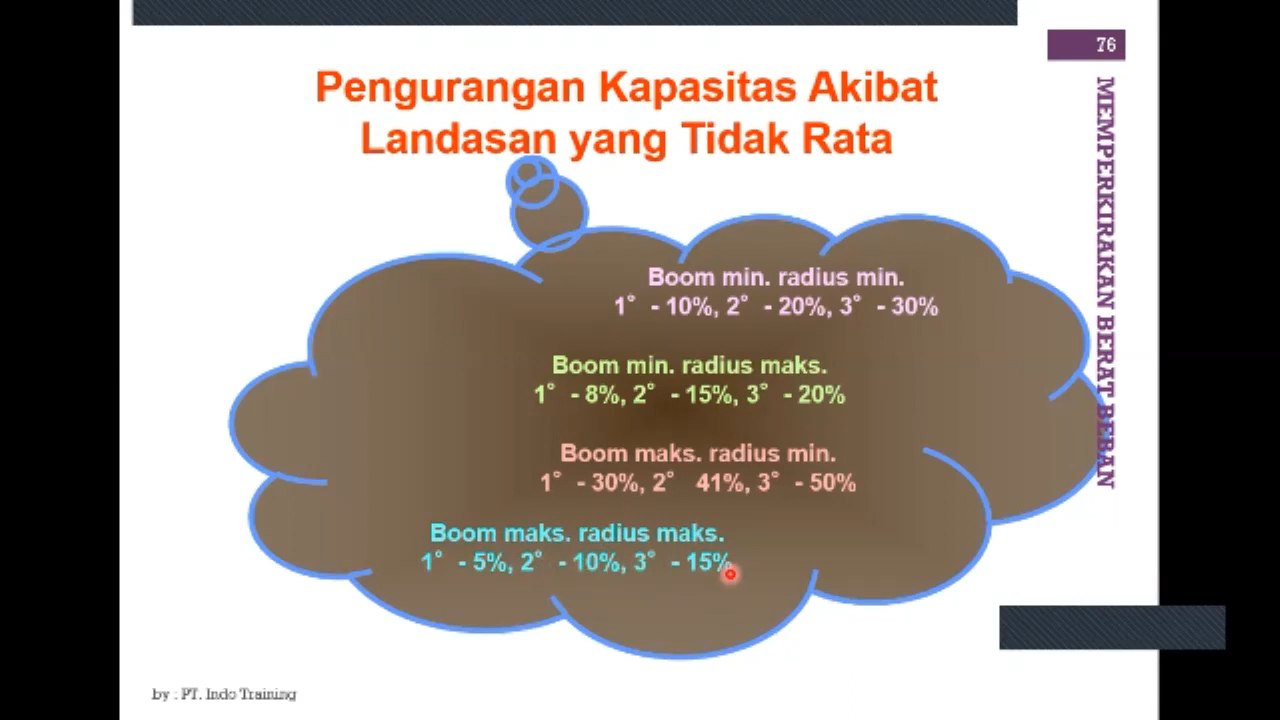 76
Pengurangan Kapasitas Akibat
Landasan yang Tidak Rata
Boom min. radius min.
1° - 10%, 2° - 20%, 3° - 30%
Boom min. radius maks.
1° - 8%, 2° - 15%, 3° - 20%
Boom maks. radius min.
1° - 30%, 2° 41%, 3° - 50%
Boom maks. radius maks.
1° - 5%, 2° - 10%, 3° - 15%
MEMPERKIRAKAN BERAT BEBAN
by : PT. Indo Training